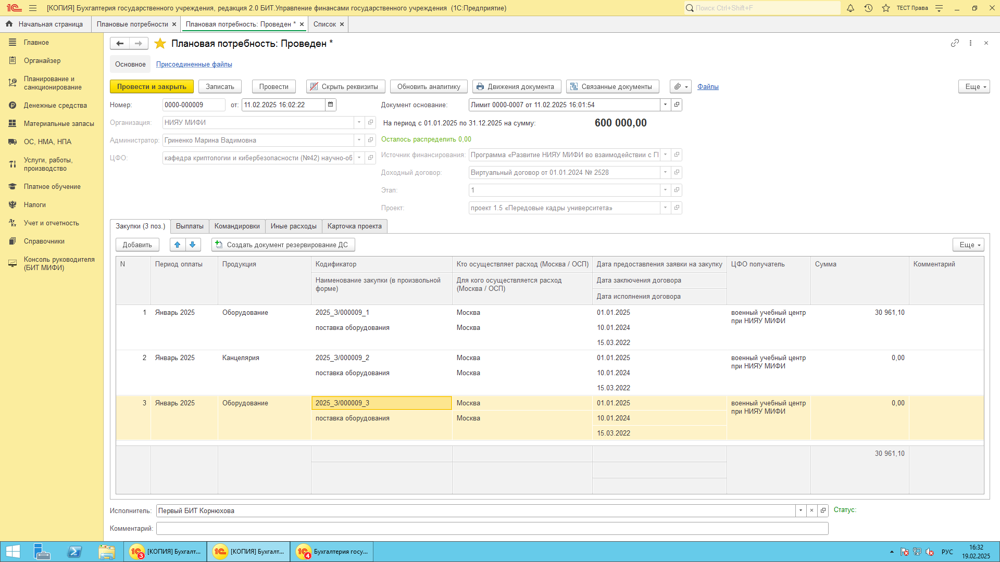 [КОПИЯ] Бухгалтерия государственного учреждения, редакция 2.0 БИТ.Управление финансами государственного учреждения (1С:Предприятие)
Поиск Ctrl+Shift+F
ТЕСТ Права
Начальная страница
Плановые потребности ×
Плановая потребность: Проведен * ×
Список ×
Главное
Органайзер
Планирование и
санкционирование
Денежные средства
Материальные запасы
ОС, НМА, НПА
Услуги, работы,
производство
Платное обучение
Налоги
Учет и отчетность
Справочники
Консоль руководителя
(БИТ МИФИ)
Плановая потребность: Проведен *
Основное
Присоединенные файлы
Провести и закрыть
Записать
Провести
Скрыть реквизиты
Обновить аналитику
Движения документа
Связанные документы
Файлы
Еще
Номер: 0000-000009 от: 11.02.2025 16:02:22
Документ основание: Лимит 0000-0007 от 11.02.2025 16:01:54
Организация: НИЯУ МИФИ
На период с 01.01.2025 по 31.12.2025 на сумму: 600 000,00
Администратор: Гриненко Марина Вадимовна
Осталось распределить 0,00
ЦФО: кафедра криптологии и кибербезопасности (№42) научно-об
Источник финансирования: Программа «Развитие НИЯУ МИФИ во взаимодействии с Г
Доходный договор: Виртуальный договор от 01.01.2024 № 2528
Этап: 1
Проект: проект 1.5 «Передовые кадры университета»
Закупки (3 поз.)
Выплаты
Командировки
Иные расходы
Карточка проекта
Добавить
Создать документ резервирование ДС
Еще
N
Период оплаты
Продукция
Кодификатор
Кто осуществляет расход (Москва / ОСП)
Дата предоставления заявки на закупку
ЦФО получатель
Сумма
Комментарий
Наименование закупки (в произвольной
форме)
Для кого осуществляется расход
(Москва / ОСП)
Дата заключения договора
Дата исполнения договора
1 Январь 2025 Оборудование 2025_З/000009_1 Москва 01.01.2025 военный учебный центр 30 961,10
при НИЯУ МИФИ
поставка оборудования Москва 10.01.2024
15.03.2022
2 Январь 2025 Канцелярия 2025_З/000009_2 Москва 01.01.2025 военный учебный центр 0,00
при НИЯУ МИФИ
поставка оборудования Москва 10.01.2024
15.03.2022
3 Январь 2025 Оборудование 2025_З/000009_3 Москва 01.01.2025 военный учебный центр 0,00
при НИЯУ МИФИ
поставка оборудования Москва 10.01.2024
15.03.2022
30 961,10
Исполнитель: Первый БИТ Корнюхова
Статус:
Комментарий:
3 [КОПИЯ] Бухгалт...
[КОПИЯ] Бухгалт...
4 Бухгалтерия госу...
РУС
16:32
19.02.2025